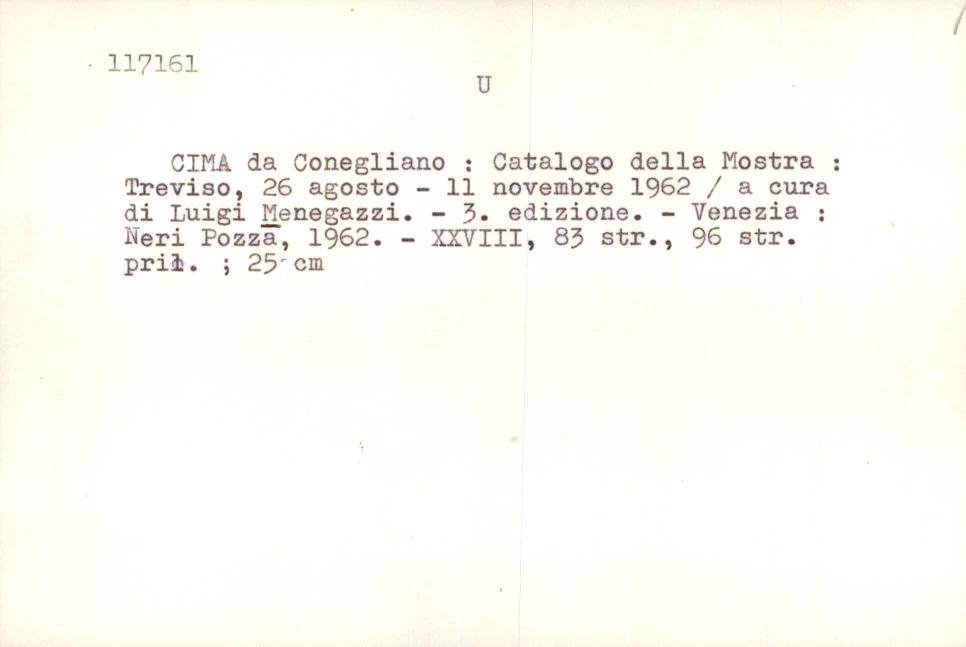 117161
U
CIMA da Conegliano : Catalogo della Mostra :
Treviso, 26 agosto - 11 novembre 1962 / a cura
di Luigi Menegazzi. - 3. edizione. - Venezia :
Neri Pozza, 1962. - XXVIII, 83 str., 96 str.
pril. ; 25 cm